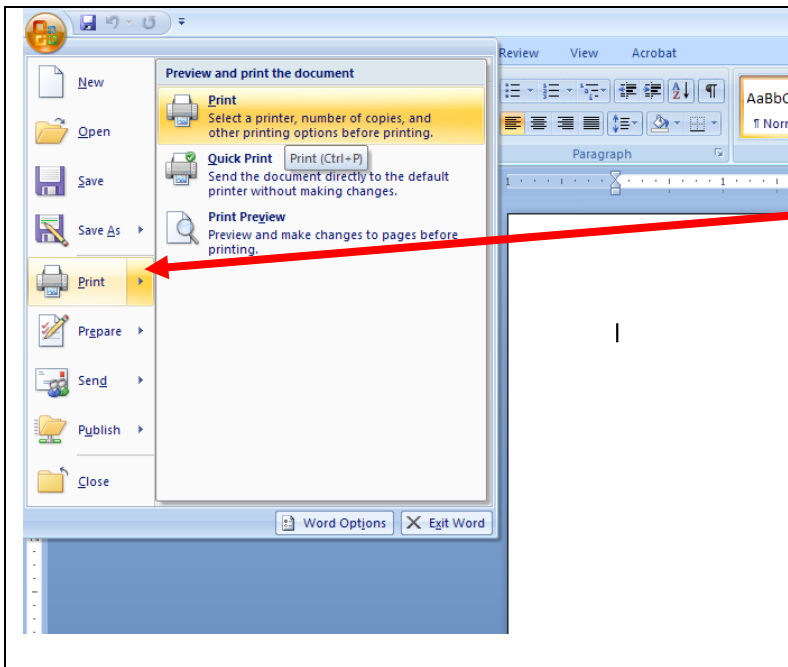 Review View Acrobat
New
Open
Save
Save As
Print
Prepare
Send
Publish
Close
Preview and print the document
Print
Select a printer, number of copies, and
other printing options before printing.
Quick Print
Print (Ctrl+P)
Send the document directly to the default
printer without making changes.
Print Preview
Preview and make changes to pages before
printing.
Word Options
Exit Word
AaBbC
¶ Norr
Paragraph
1 1